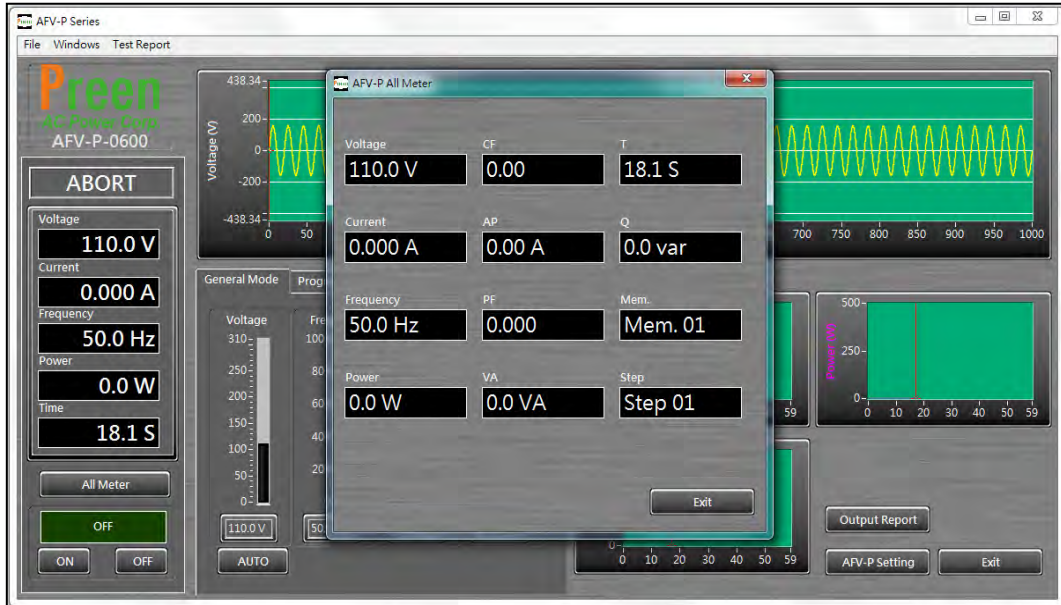 AFV-P Series
File Windows Test Report
Preen
AC Power Corp.
AFV-P-0600
ABORT
Voltage
110.0 V
Current
0.000 A
Frequency
50.0 Hz
Power
0.0 W
Time
18.1 S
All Meter
OFF
ON OFF
Voltage (V)
438.34
200
0
-200
-438.34
0 50 700 750 800 850 900 950 1000
General Mode Prog
Voltage
310
250
200
150
100
50
0
110.0 V
AUTO
Fre
100
80
60
40
20
50
AFV-P All Meter
Voltage CF T
110.0 V 0.00 18.1 S
Current AP Q
0.000 A 0.00 A 0.0 var
Frequency PF Mem.
50.0 Hz 0.000 Mem. 01
Power VA Step
0.0 W 0.0 VA Step 01
Exit
59
Power (W)
500
250
0
0 10 20 30 40 50 59
0
0 10 20 30 40 50 59
Output Report
AFV-P Setting Exit